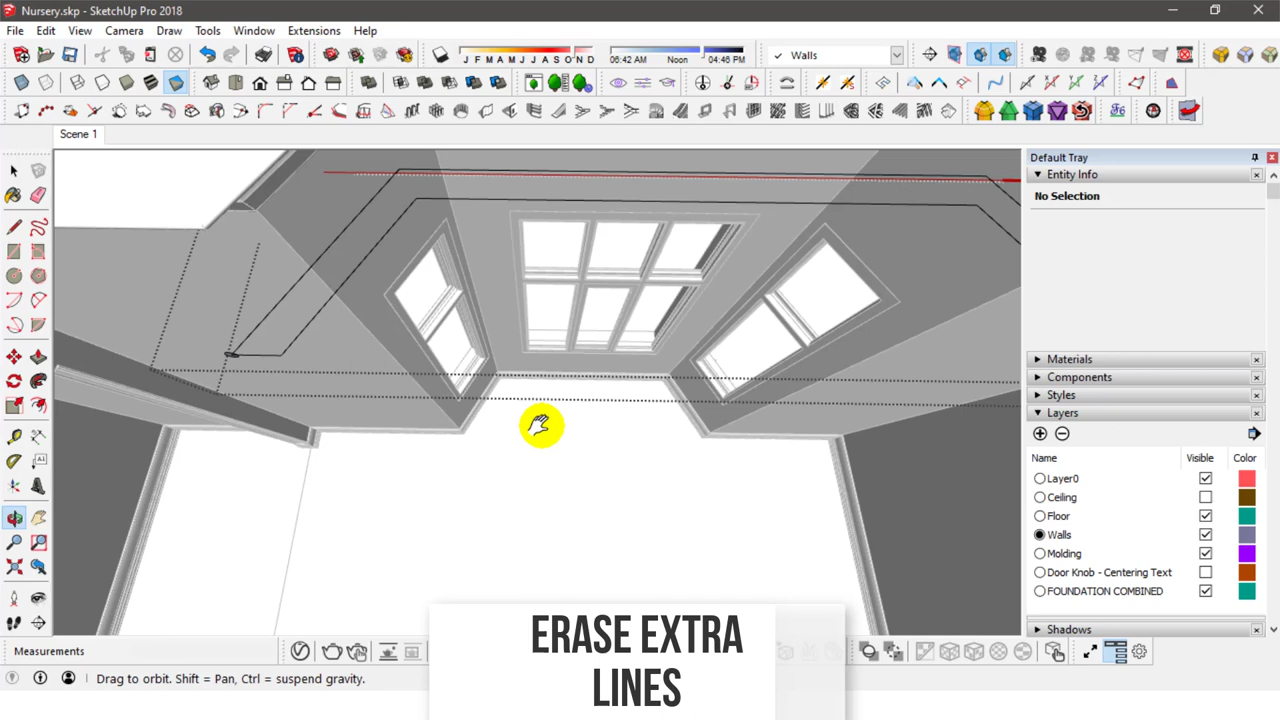 Nursery.skp - SketchUp Pro 2018
File Edit View Camera Draw Tools Window Extensions Help
J F M A M J J A S O N D
06:42 AM Noon 04:46 PM
✓ Walls
Scene 1
Default Tray
Entity Info
No Selection
Materials
Components
Styles
Layers
Name Visible Color
Layer0
Ceiling
Floor
Walls
Molding
Door Knob - Centering Text
FOUNDATION COMBINED
Shadows
Measurements
Drag to orbit. Shift = Pan, Ctrl = suspend gravity.
ERASE EXTRA
LINES